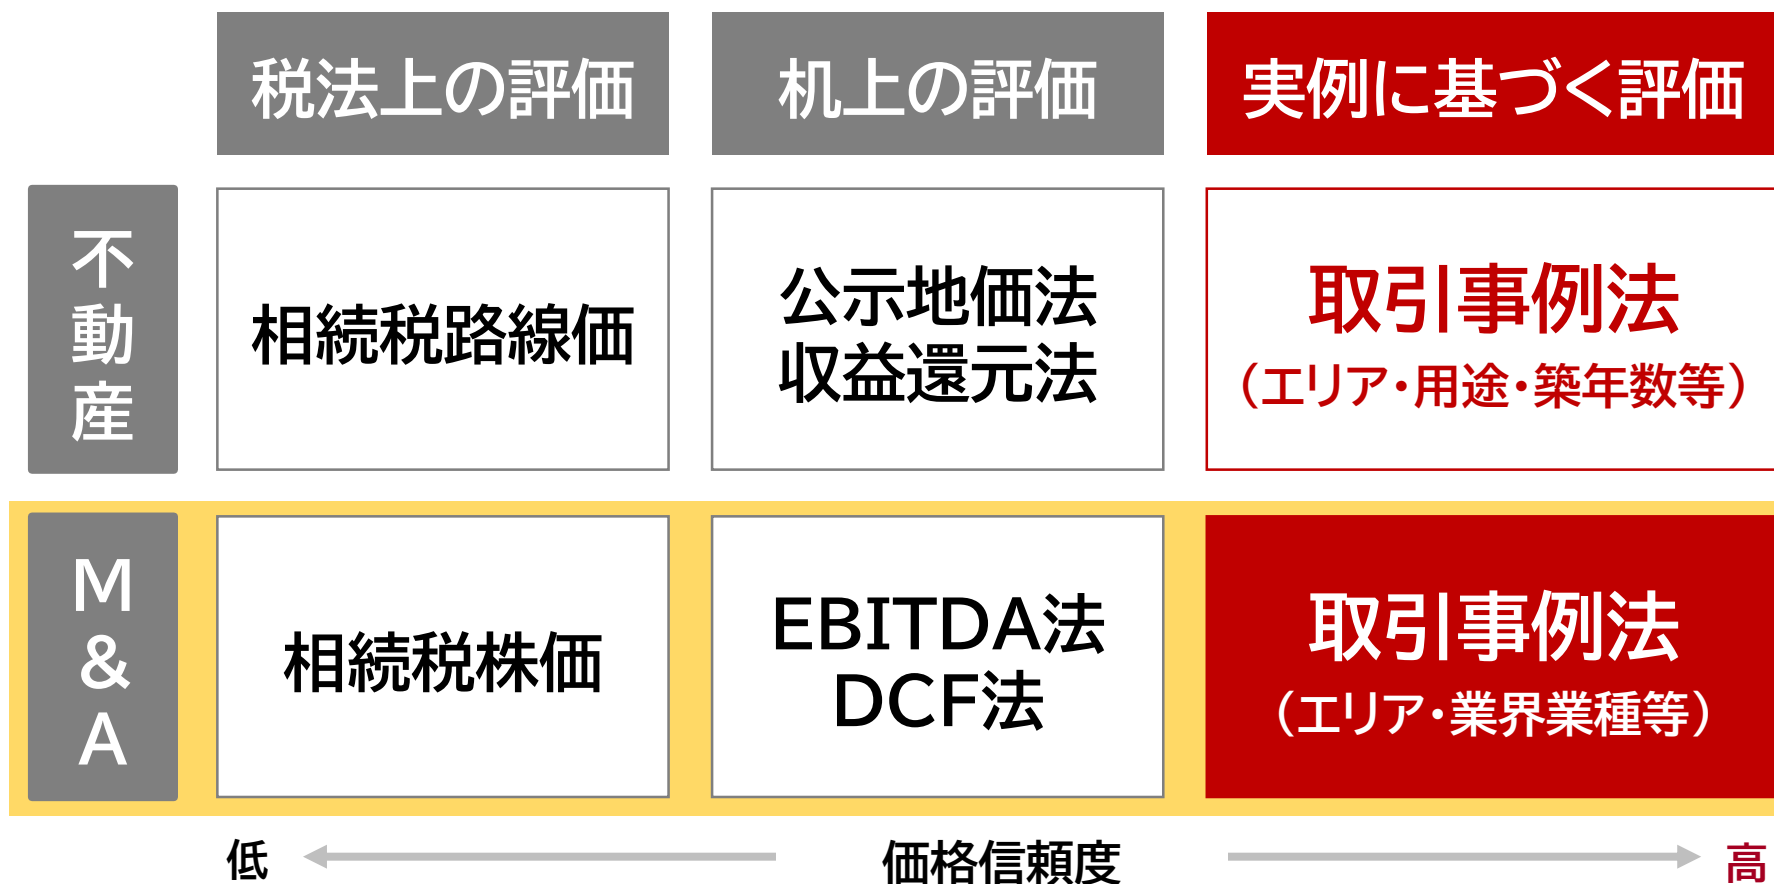 税法上の評価
机上の評価
実例に基づく評価
不動産
相続税路線価
公示地価法
収益還元法
取引事例法
（エリア・用途・築年数等）
M&A
相続税株価
EBITDA法
DCF法
取引事例法
（エリア・業界業種等）
低
価格信頼度
高